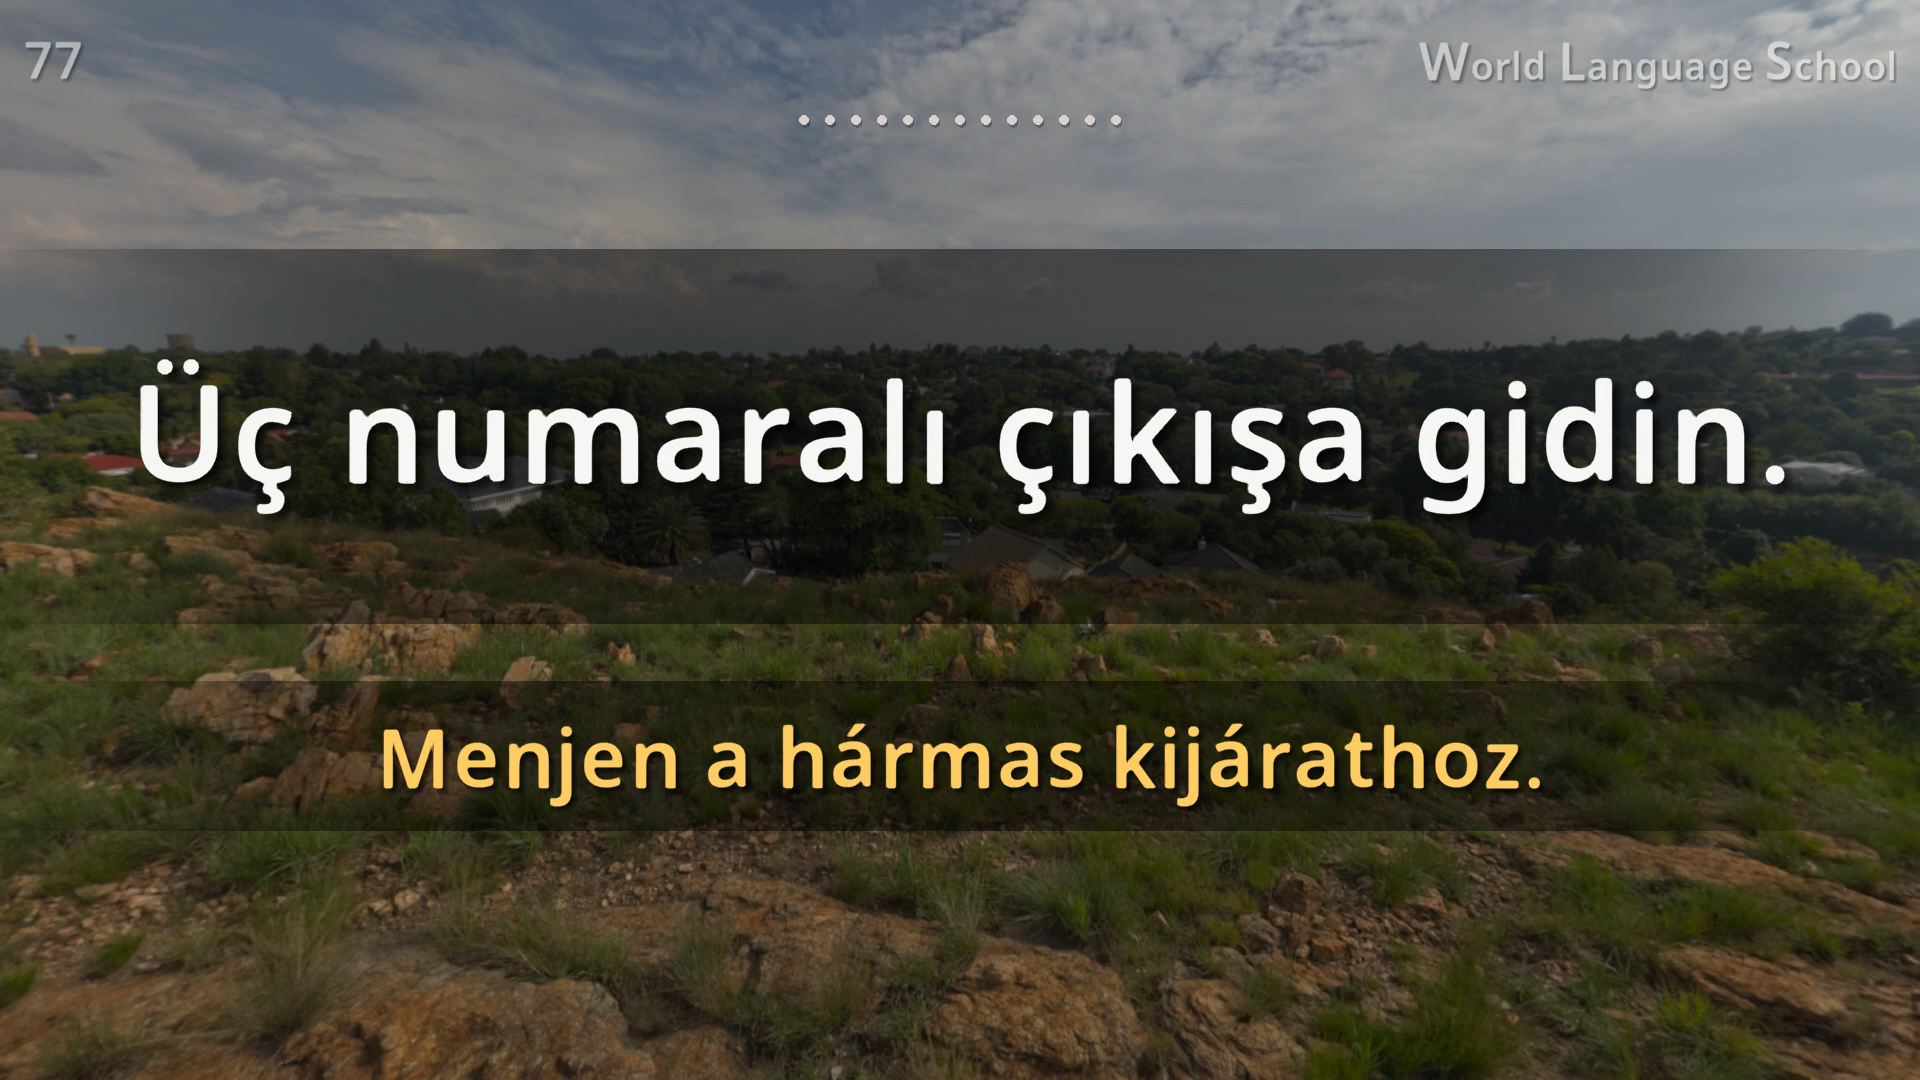 77
World Language School
Üç numaralı çıkışa gidin.
Menjen a hármas kijárathoz.